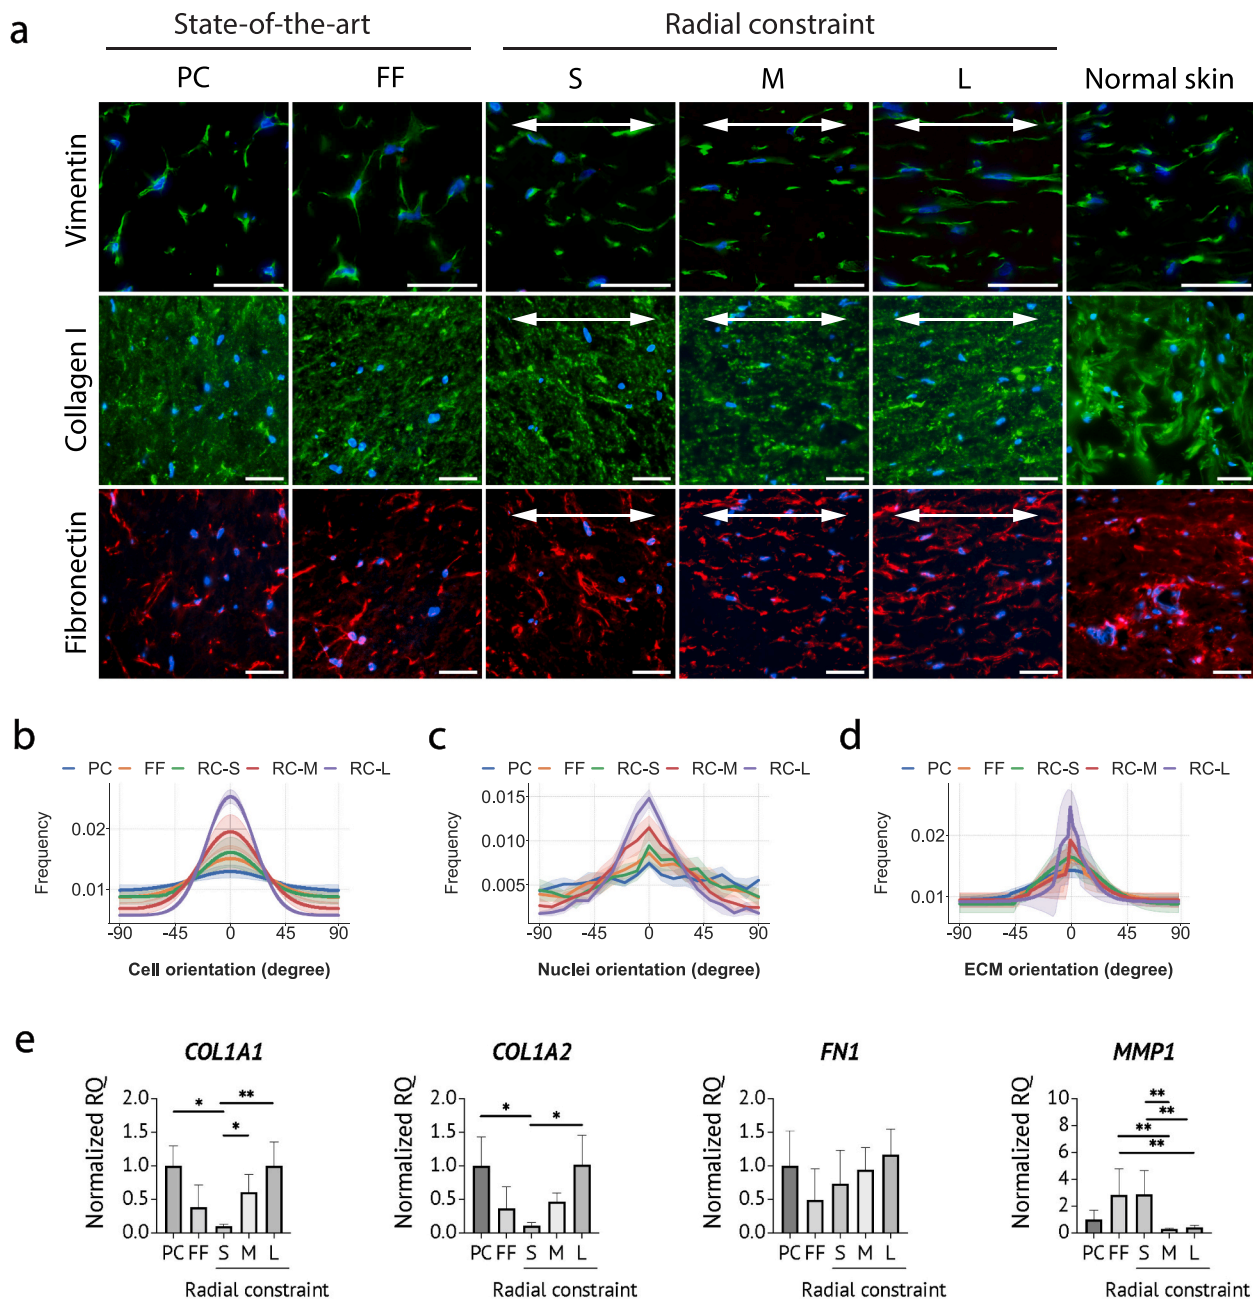 a
State-of-the-art
Radial constraint
PC
FF
S
M
L
Normal skin
Vimentin
Collagen I
Fibronectin
b
PC FF RC-S RC-M RC-L
Frequency
0.02
0.01
-90 -45 0 45 90
Cell orientation (degree)
c
PC FF RC-S RC-M RC-L
Frequency
0.015
0.010
0.005
-90 -45 0 45 90
Nuclei orientation (degree)
d
PC FF RC-S RC-M RC-L
Frequency
0.02
0.01
-90 -45 0 45 90
ECM orientation (degree)
e
COL1A1
Normalized RQ
2.0
1.5
1.0
0.5
0.0
*
**
*
PC FF S M L
Radial constraint
COL1A2
Normalized RQ
2.0
1.5
1.0
0.5
0.0
*
*
PC FF S M L
Radial constraint
FN1
Normalized RQ
2.0
1.5
1.0
0.5
0.0
PC FF S M L
Radial constraint
MMP1
Normalized RQ
10
8
6
4
2
0
**
**
**
**
PC FF S M L
Radial constraint